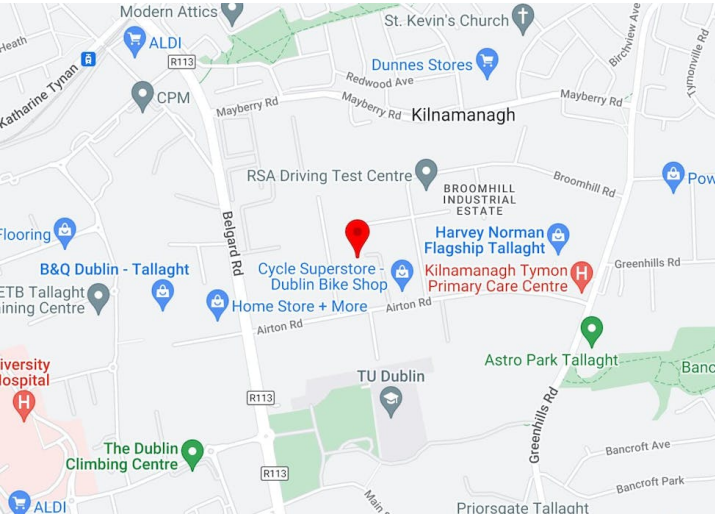 Modern Attics
St. Kevin's Church
Heath
ALDI
Dunnes Stores
Birchview Ave
Tymonville Rd
R113
Redwood Ave
Katharine Tynan
CPM
Mayberry Rd
Mayberry Rd
Mayberry Rd
Kilnamanagh
RSA Driving Test Centre
Broomhill Rd
Pow
BROOMHILL
INDUSTRIAL
ESTATE
Belgard Rd
Flooring
Harvey Norman
Flagship Tallaght
B&Q Dublin - Tallaght
Cycle Superstore -
Dublin Bike Shop
Kilnamanagh Tymon
Primary Care Centre
Greenhills Rd
ETB Tallaght
ining Centre
Home Store + More
Airton Rd
Airton Rd
Astro Park Tallaght
iversity
Hospital
TU Dublin
Banc
R113
Greenhills Rd
The Dublin
Climbing Centre
Bancroft Ave
R113
Bancroft Park
ALDI
Main S
Priorsgate Tallaght